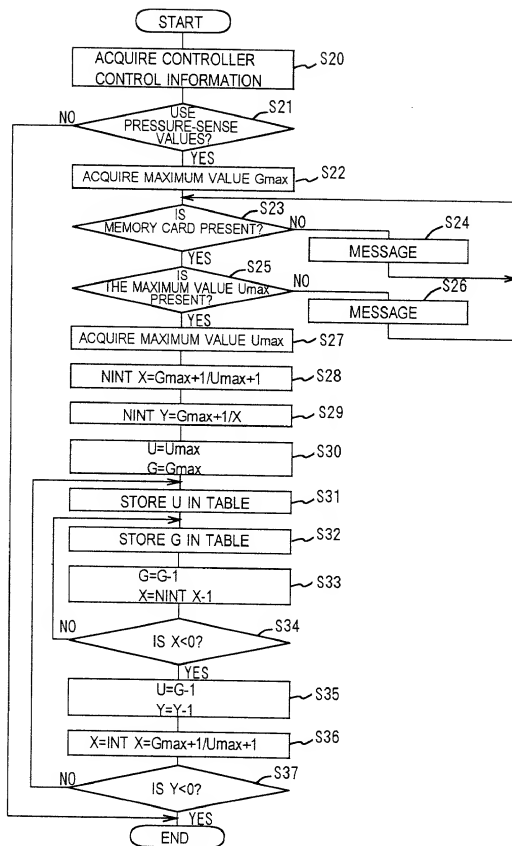 START
ACQUIRE CONTROLLER
CONTROL INFORMATION
S20
USE
PRESSURE-SENSE
VALUES?
S21
NO
YES
ACQUIRE MAXIMUM VALUE Gmax
S22
IS
MEMORY CARD PRESENT?
S23
NO
YES
S24
MESSAGE
IS
THE MAXIMUM VALUE Umax
PRESENT?
S25
NO
YES
S26
MESSAGE
ACQUIRE MAXIMUM VALUE Umax
S27
NINT X=Gmax+1/Umax+1
S28
NINT Y=Gmax+1/X
S29
U=Umax
G=Gmax
S30
STORE U IN TABLE
S31
STORE G IN TABLE
S32
G=G-1
X=NINT X-1
S33
IS X<0?
S34
NO
YES
U=G-1
Y=Y-1
S35
X=INT X=Gmax+1/Umax+1
S36
IS Y<0?
S37
NO
YES
END